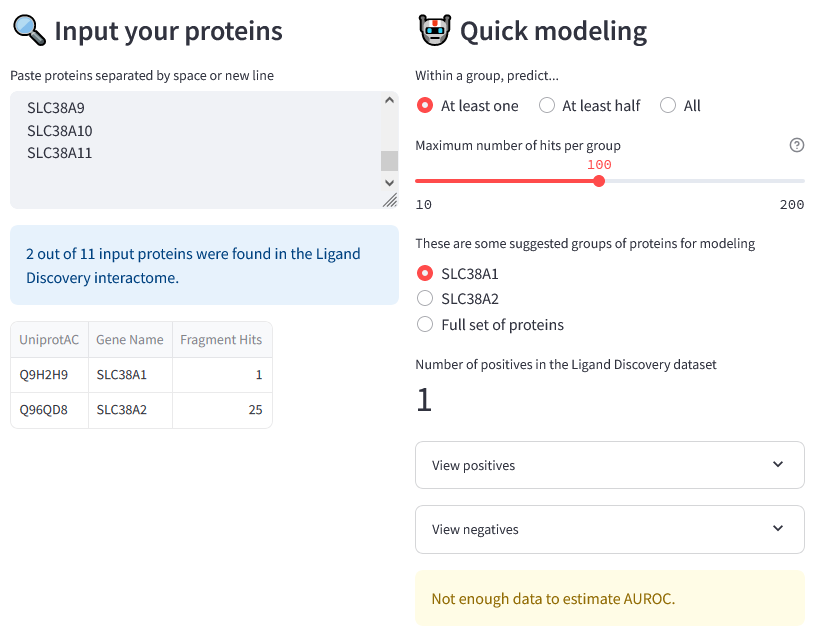 Input your proteins
Paste proteins separated by space or new line
SLC38A9
SLC38A10
SLC38A11
2 out of 11 input proteins were found in the Ligand
Discovery interactome.
UniprotAC Gene Name Fragment Hits
Q9H2H9 SLC38A1 1
Q96QD8 SLC38A2 25
Quick modeling
Within a group, predict...
At least one At least half All
Maximum number of hits per group
100
10 200
These are some suggested groups of proteins for modeling
SLC38A1
SLC38A2
Full set of proteins
Number of positives in the Ligand Discovery dataset
1
View positives
View negatives
Not enough data to estimate AUROC.